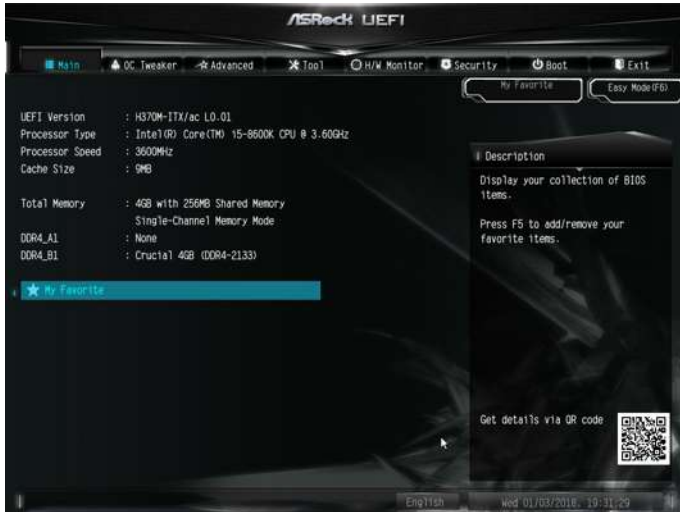 ASRock UEFI
Main OC Tweaker Advanced Tool H/W Monitor Security Boot Exit
My Favorite Easy Mode(F6)
UEFI Version : H370M-ITX/ac L0.01
Processor Type : Intel(R) Core(TM) i5-8600K CPU @ 3.60GHz
Processor Speed : 3600MHz
Cache Size : 9MB
Total Memory : 4GB with 256MB Shared Memory
Single-Channel Memory Mode
DDR4_A1 : None
DDR4_B1 : Crucial 4GB (DDR4-2133)
My Favorite
Description
Display your collection of BIOS
items.
Press F5 to add/remove your
favorite items.
Get details via QR code
English Wed 01/03/2018, 19:31:29